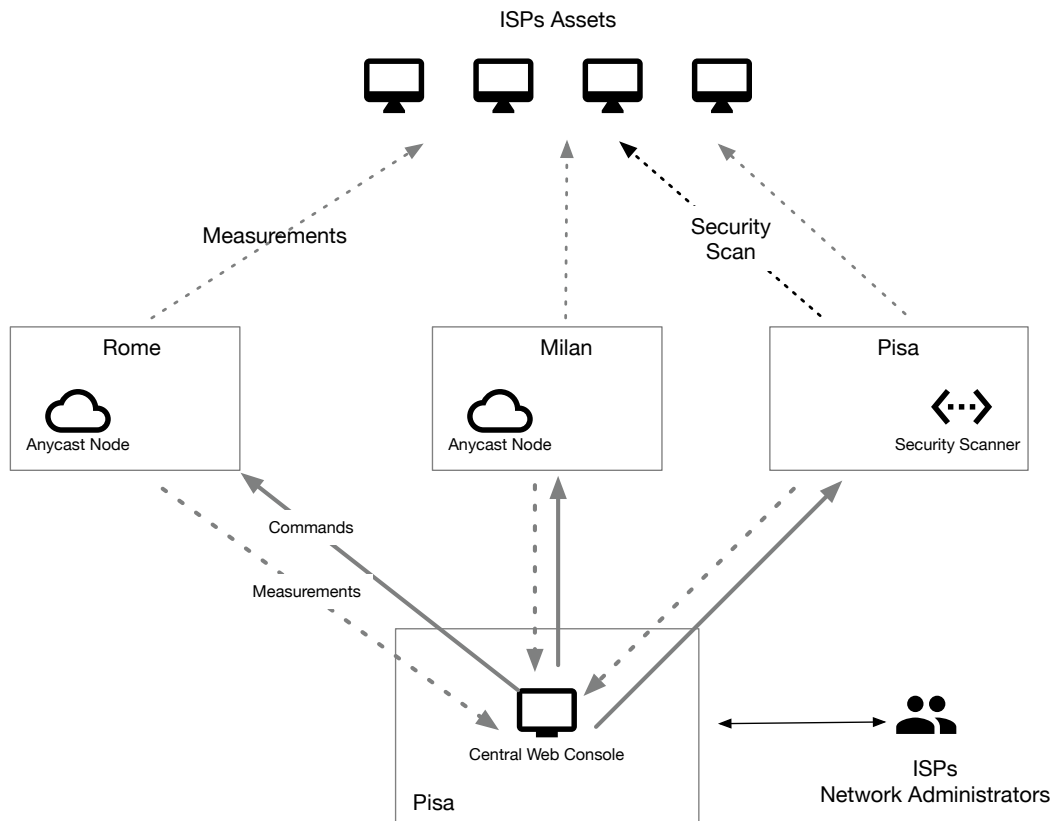 ISPs Assets
Measurements
Security
Scan
Rome
Milan
Pisa
Anycast Node
Anycast Node
Security Scanner
Commands
Measurements
Central Web Console
Pisa
ISPs
Network Administrators